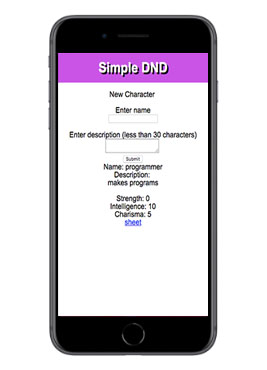 Simple DND
New Character
Enter name
Enter description (less than 30 characters)
Submit
Name: programmer
Description:
makes programs
Strength: 0
Intelligence: 10
Charisma: 5
sheet